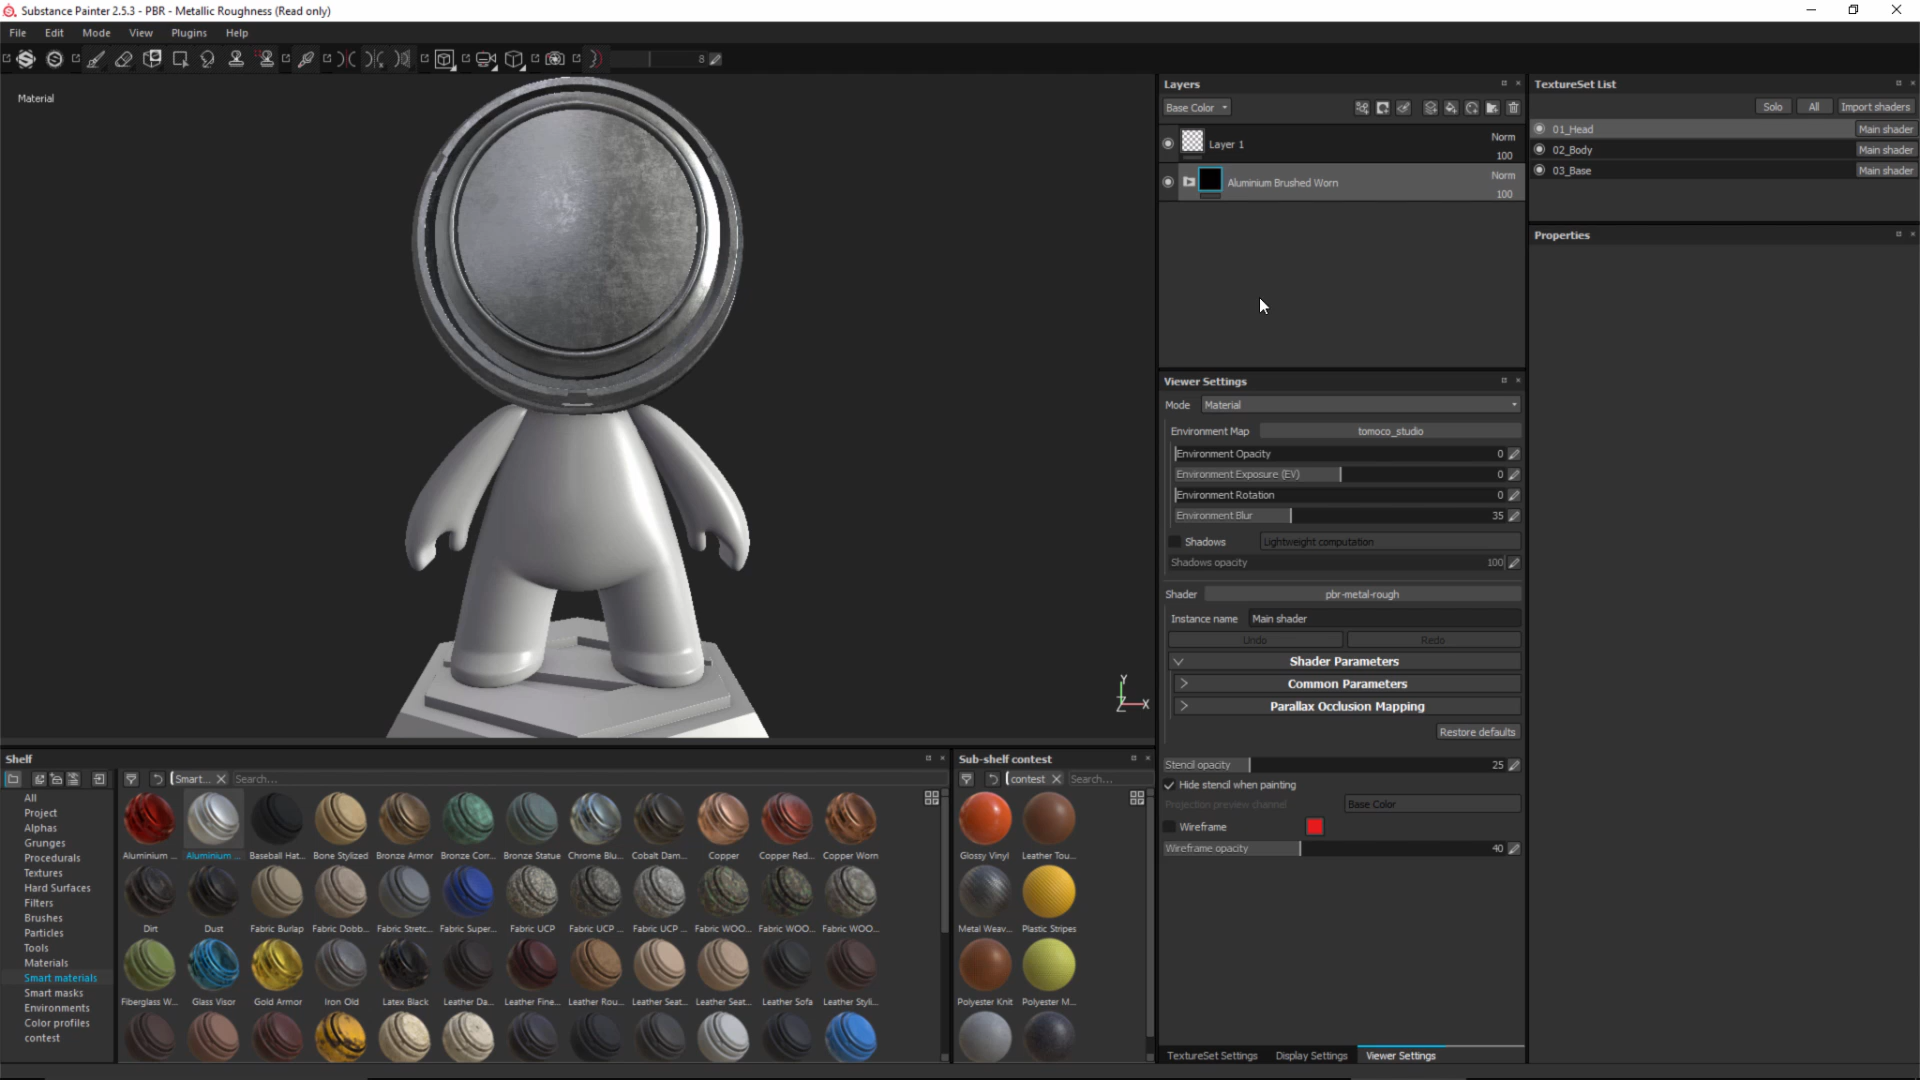 Substance Painter 2.5.3 - PBR - Metallic Roughness (Read only)
File Edit Mode View Plugins Help
8
Material
Layers
Base Color
Layer 1 Norm 100
Aluminium Brushed Worn Norm 100
TextureSet List
Solo All Import shaders
01_Head Main shader
02_Body Main shader
03_Base Main shader
Properties
Viewer Settings
Mode Material
Environment Map tomoco_studio
Environment Opacity 0
Environment Exposure (EV) 0
Environment Rotation 0
Environment Blur 35
Shadows Lightweight computation
Shadows opacity 100
Shader pbr-metal-rough
Instance name Main shader
Undo Redo
Shader Parameters
Common Parameters
Parallax Occlusion Mapping
Restore defaults
Stencil opacity 25
Hide stencil when painting
Projection preview channel Base Color
Wireframe
Wireframe opacity 40
TextureSet Settings Display Settings Viewer Settings
Y
Z X
Shelf
Smart... Search...
All
Project
Alphas
Grunges
Procedurals
Textures
Hard Surfaces
Filters
Brushes
Particles
Tools
Materials
Smart materials
Smart masks
Environments
Color profiles
contest
Aluminium ... Aluminium ... Baseball Hat... Bone Stylized Bronze Armor Bronze Corr... Bronze Statue Chrome Blu... Cobalt Dam... Copper Copper Red... Copper Worn
Dirt Dust Fabric Burlap Fabric Dobb... Fabric Stretc... Fabric Super... Fabric UCP Fabric UCP ... Fabric UCP ... Fabric WOO... Fabric WOO... Fabric WOO...
Fiberglass W... Glass Visor Gold Armor Iron Old Latex Black Leather Da... Leather Fine... Leather Rou... Leather Seat... Leather Seat... Leather Sofa Leather Styli...
Sub-shelf contest
contest Search...
Glossy Vinyl Leather Tou...
Metal Weav... Plastic Stripes
Polyester Knit Polyester M...